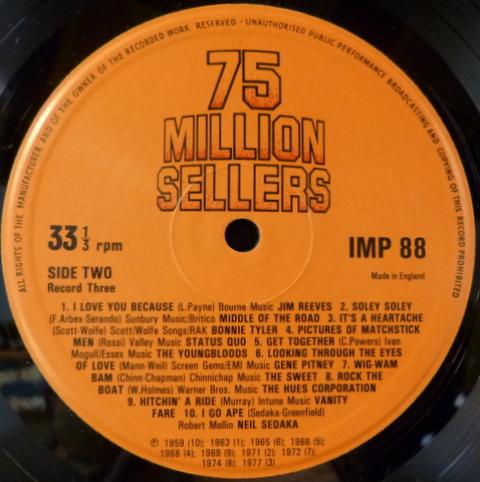 ALL RIGHTS OF THE MANUFACTURER AND OF THE OWNER OF THE RECORDED WORK RESERVED · UNAUTHORISED PUBLIC PERFORMANCE BROADCASTING AND COPYING OF THIS RECORD PROHIBITED
75
MILLION
SELLERS
33 1/3 rpm
IMP 88
SIDE TWO
Record Three
Made in England
1. I LOVE YOU BECAUSE (L.Payne) Bourne Music JIM REEVES 2. SOLEY SOLEY
(F.Arbex-Serando) Sunbury Music/Britico MIDDLE OF THE ROAD 3. IT'S A HEARTACHE
(Scott-Wolfe) Scott/Wolfe Songs/RAK BONNIE TYLER 4. PICTURES OF MATCHSTICK
MEN (Rossi) Valley Music STATUS QUO 5. GET TOGETHER (C.Powers) Ivan
Mogull/Essex Music THE YOUNGBLOODS 6. LOOKING THROUGH THE EYES
OF LOVE (Mann-Weil) Screen Gems/EMI Music GENE PITNEY 7. WIG-WAM
BAM (Chinn-Chapman) Chinnichap Music THE SWEET 8. ROCK THE
BOAT (W.Holmes) Warner Bros. Music THE HUES CORPORATION
9. HITCHIN' A RIDE (Murray) Intune Music VANITY
FARE 10. I GO APE (Sedaka-Greenfield)
Robert Mellin NEIL SEDAKA
℗ 1959 (10); 1963 (1); 1965 (6); 1966 (5);
1968 (4); 1969 (9); 1971 (2); 1972 (7);
1974 (8); 1977 (3)